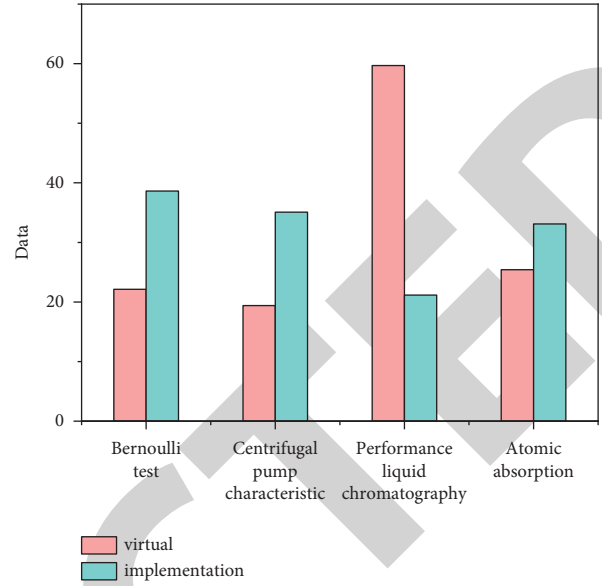 60
40
20
0
Data
Bernoulli
test
Centrifugal
pump
characteristic
Performance
liquid
chromatography
Atomic
absorption
virtual
implementation